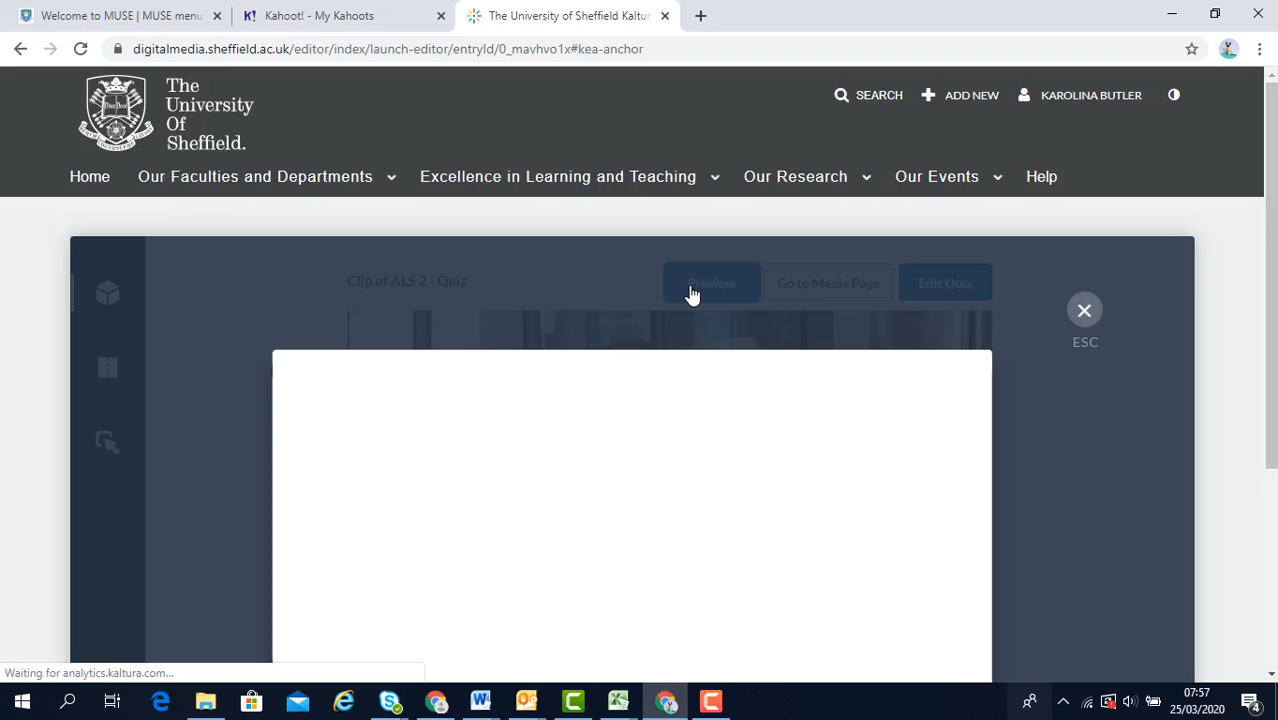 Welcome to MUSE | MUSE menu
Kahoot! - My Kahoots
The University of Sheffield Kaltur
digitalmedia.sheffield.ac.uk/editor/index/launch-editor/entryId/0_mavhvo1x#kea-anchor
The
University
Of
Sheffield.
SEARCH
ADD NEW
KAROLINA BUTLER
Home
Our Faculties and Departments
Excellence in Learning and Teaching
Our Research
Our Events
Help
Clip of ALS 2 - Quiz
Preview
Go to Media Page
Edit Quiz
ESC
Waiting for analytics.kaltura.com...
07:57
25/03/2020
4